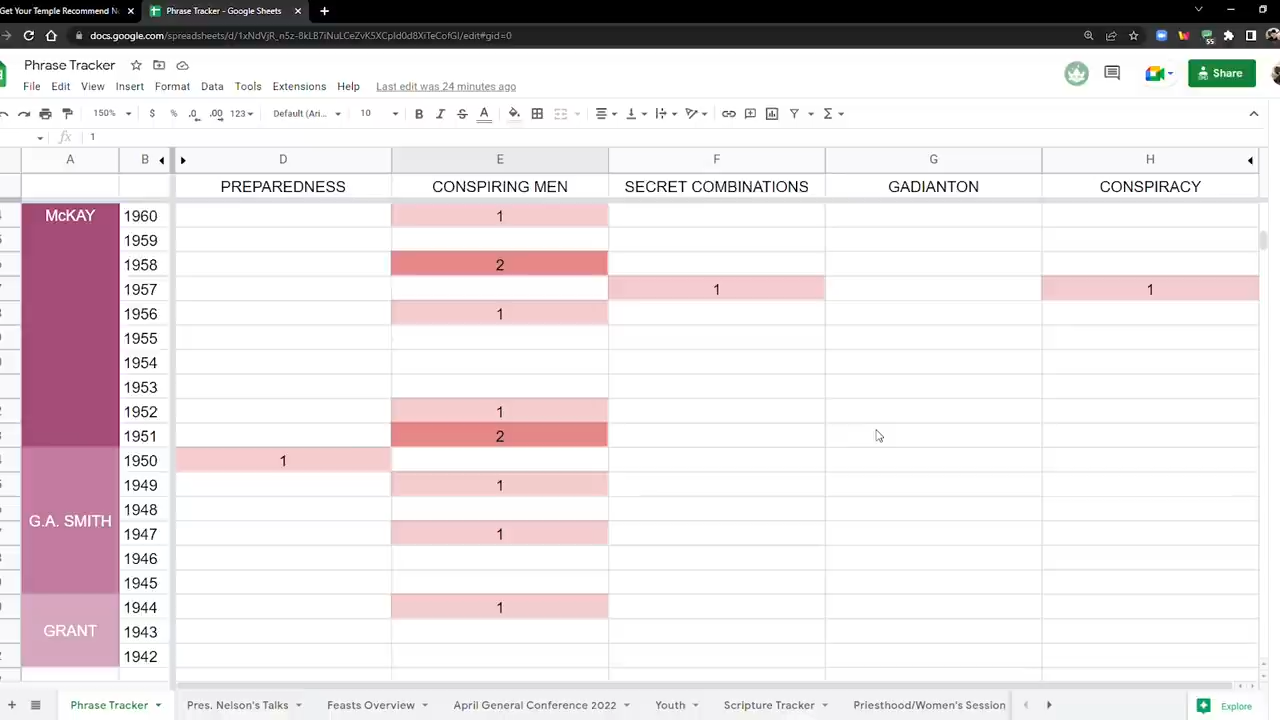 Get Your Temple Recommend N
Phrase Tracker - Google Sheets
docs.google.com/spreadsheets/d/1xNdVjR_n5z-8kLB7iNuLCeZvK5XCpId0d8XiTeCofGI/edit#gid=0
55
Phrase Tracker
File Edit View Insert Format Data Tools Extensions Help Last edit was 24 minutes ago
Share
150% $ % .0 .00 123 Default (Ari... 10 B I S A
fx 1
A B D E F G H
PREPAREDNESS CONSPIRING MEN SECRET COMBINATIONS GADIANTON CONSPIRACY
McKAY 1960 1
1959
1958 2
1957 1 1
1956 1
1955
1954
1953
1952 1
1951 2
1950 1
1949 1
1948
G.A. SMITH
1947 1
1946
1945
1944 1
GRANT 1943
1942
Phrase Tracker Pres. Nelson's Talks Feasts Overview April General Conference 2022 Youth Scripture Tracker Priesthood/Women's Session Explore